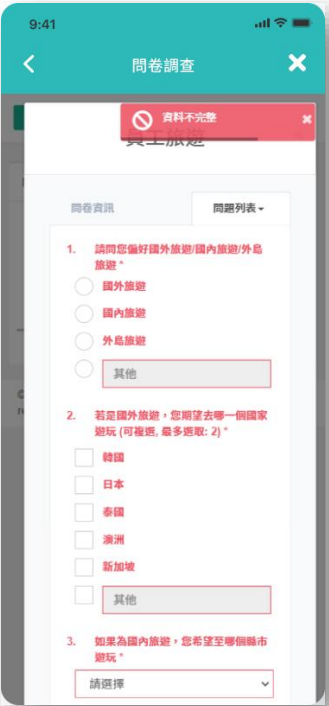 9:41
問卷調查
資料不完整
員工旅遊
問卷資訊
問題列表
1. 請問您偏好國外旅遊/國內旅遊/外島
旅遊 *
國外旅遊
國內旅遊
外島旅遊
其他
2. 若是國外旅遊，您期望去哪一個國家
遊玩 (可複選, 最多選取: 2) *
韓國
日本
泰國
澳洲
新加坡
其他
3. 如果為國內旅遊，您希望至哪個縣市
遊玩 *
請選擇